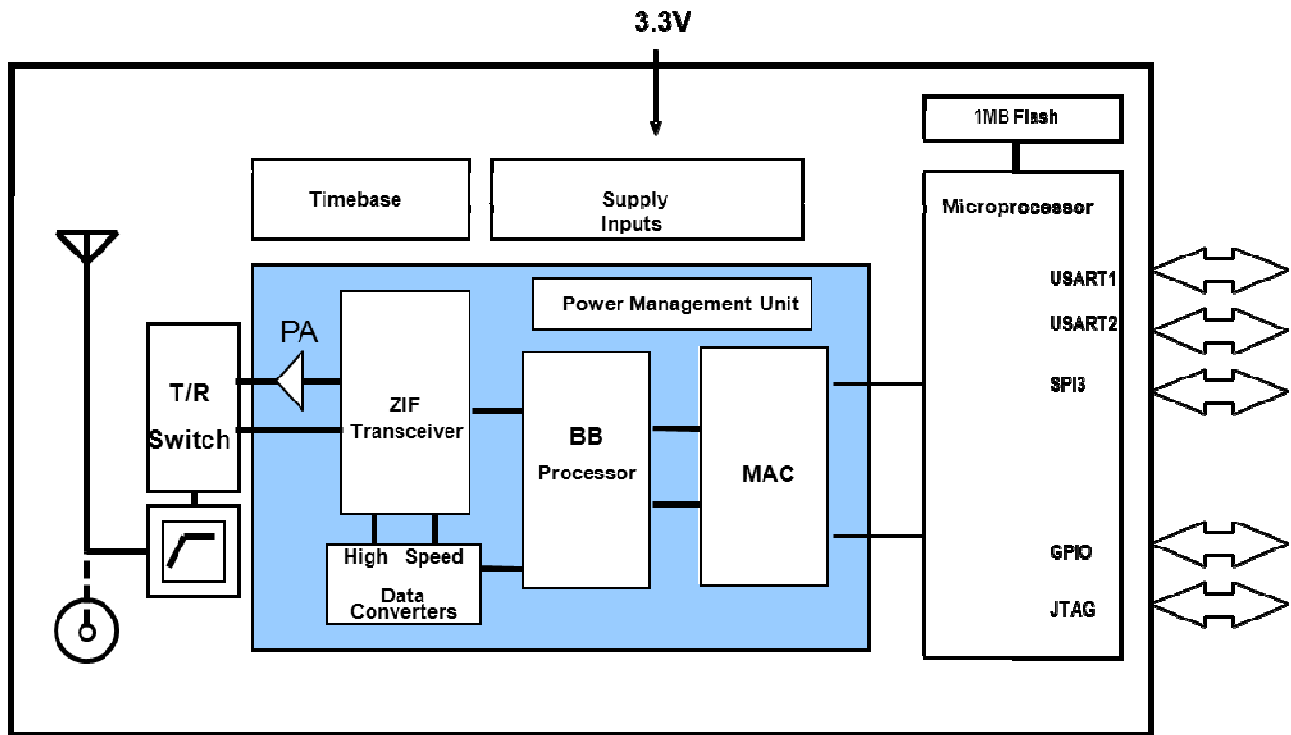 3.3V
1MB Flash
Timebase
Supply
Inputs
Microprocessor
USART1
USART2
SPI3
GPIO
JTAG
Power Management Unit
PA
T/R
Switch
ZIF
Transceiver
BB
Processor
MAC
High Speed
Data
Converters